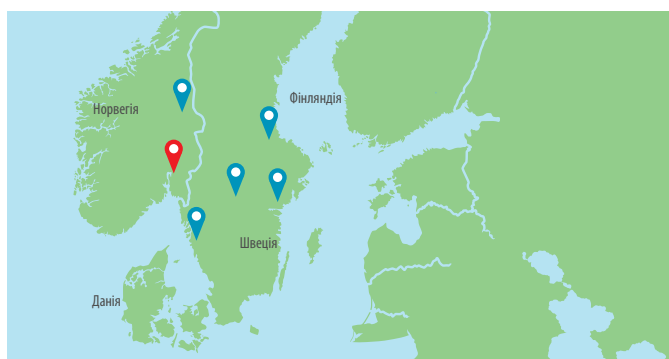 Фінляндія
Норвегія
Швеція
Данія